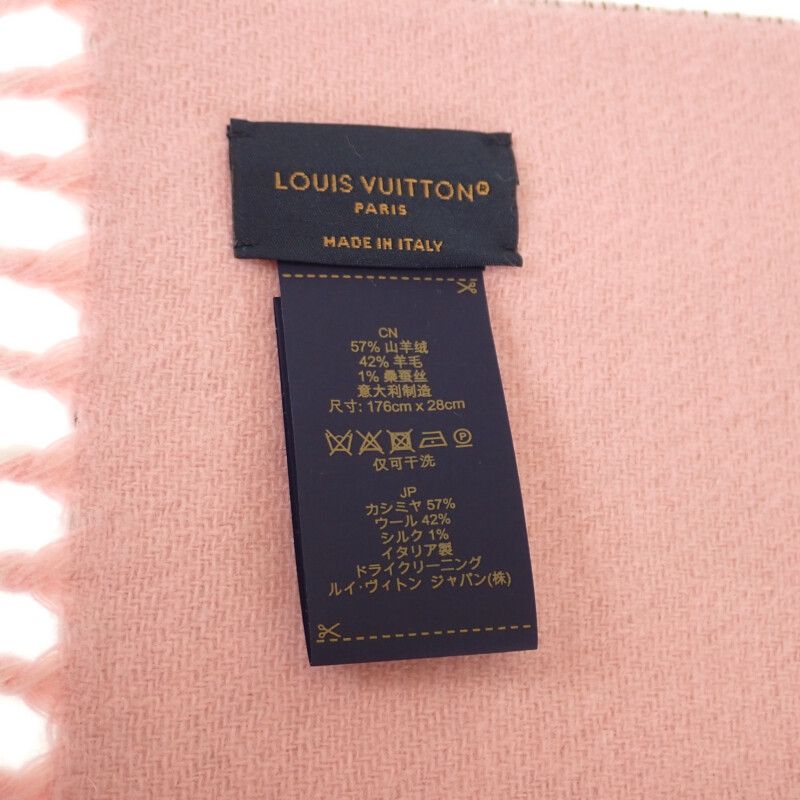 LOUIS VUITTON®
PARIS
MADE IN ITALY
CN
57% 山羊绒
42% 羊毛
1% 桑蚕丝
意大利制造
尺寸: 176cm x 28cm
P
仅可干洗
JP
カシミヤ 57%
ウール 42%
シルク 1%
イタリア製
ドライクリーニング
ルイ・ヴィトン ジャパン(株)